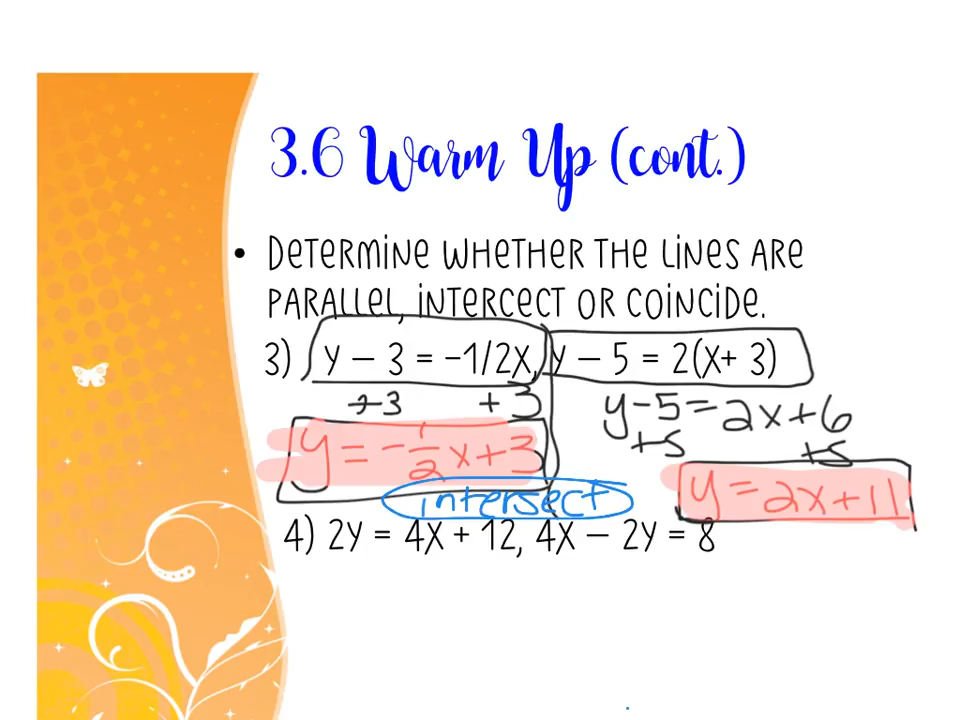 3.6 Warm Up (cont.)
• Determine whether the lines are
parallel, intercect or coincide.
3) y – 3 = -1/2x, y – 5 = 2(x+ 3)
+3 +3 y-5=2x+6
+5 +5
y = -1/2 x+3 y=2x+11
intersect
4) 2y = 4x + 12, 4x – 2y = 8